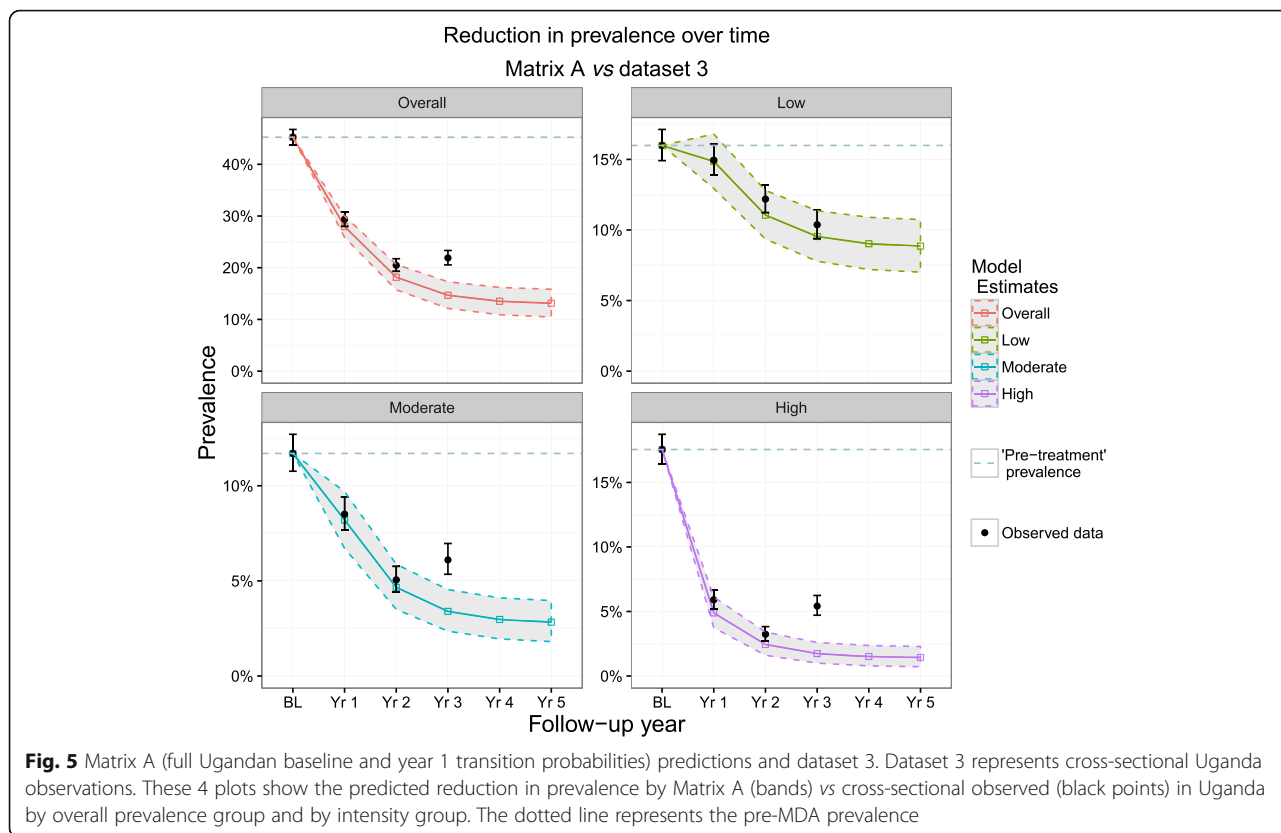 Reduction in prevalence over time
Matrix A vs dataset 3
Overall
Low
40%
30%
20%
10%
0%
15%
10%
5%
0%
Prevalence
Moderate
High
10%
5%
0%
15%
10%
5%
0%
BL Yr 1 Yr 2 Yr 3 Yr 4 Yr 5
BL Yr 1 Yr 2 Yr 3 Yr 4 Yr 5
Follow−up year
Model
Estimates
Overall
Low
Moderate
High
'Pre−treatment'
prevalence
Observed data
Fig. 5 Matrix A (full Ugandan baseline and year 1 transition probabilities) predictions and dataset 3. Dataset 3 represents cross-sectional Uganda
observations. These 4 plots show the predicted reduction in prevalence by Matrix A (bands) vs cross-sectional observed (black points) in Uganda
by overall prevalence group and by intensity group. The dotted line represents the pre-MDA prevalence